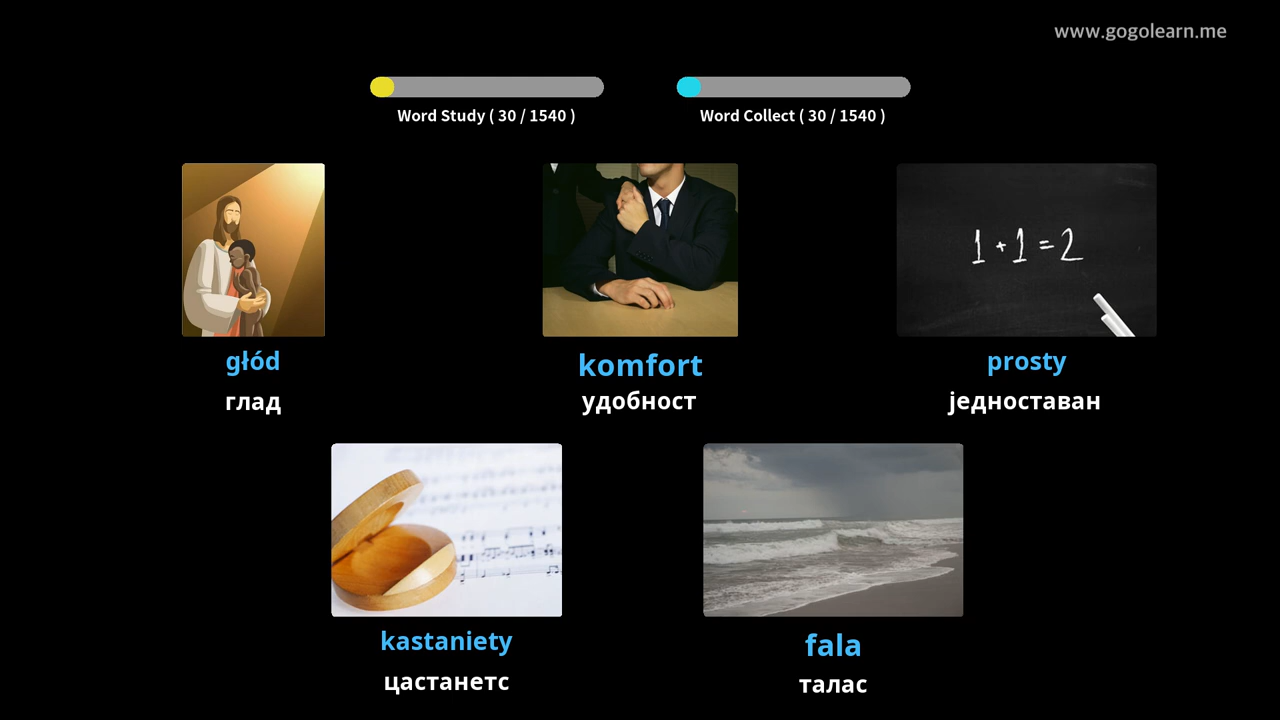 www.gogolearn.me
Word Study ( 30 / 1540 )
Word Collect ( 30 / 1540 )
1 + 1 = 2
głód
komfort
prosty
глад
удобност
једноставан
kastaniety
fala
цастанетс
талас